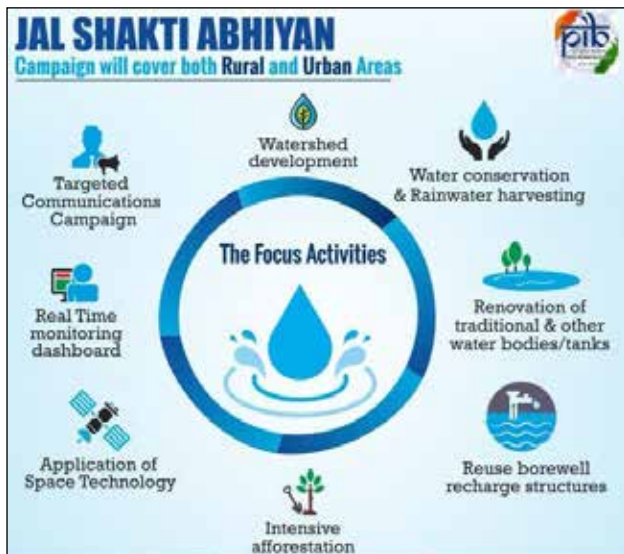 JAL SHAKTI ABHIYAN
Campaign will cover both Rural and Urban Areas
pib
Watershed
development
Water conservation
& Rainwater harvesting
Targeted
Communications
Campaign
The Focus Activities
Real Time
monitoring
dashboard
Renovation of
traditional & other
water bodies/tanks
Application of
Space Technology
Reuse borewell
recharge structures
Intensive
afforestation